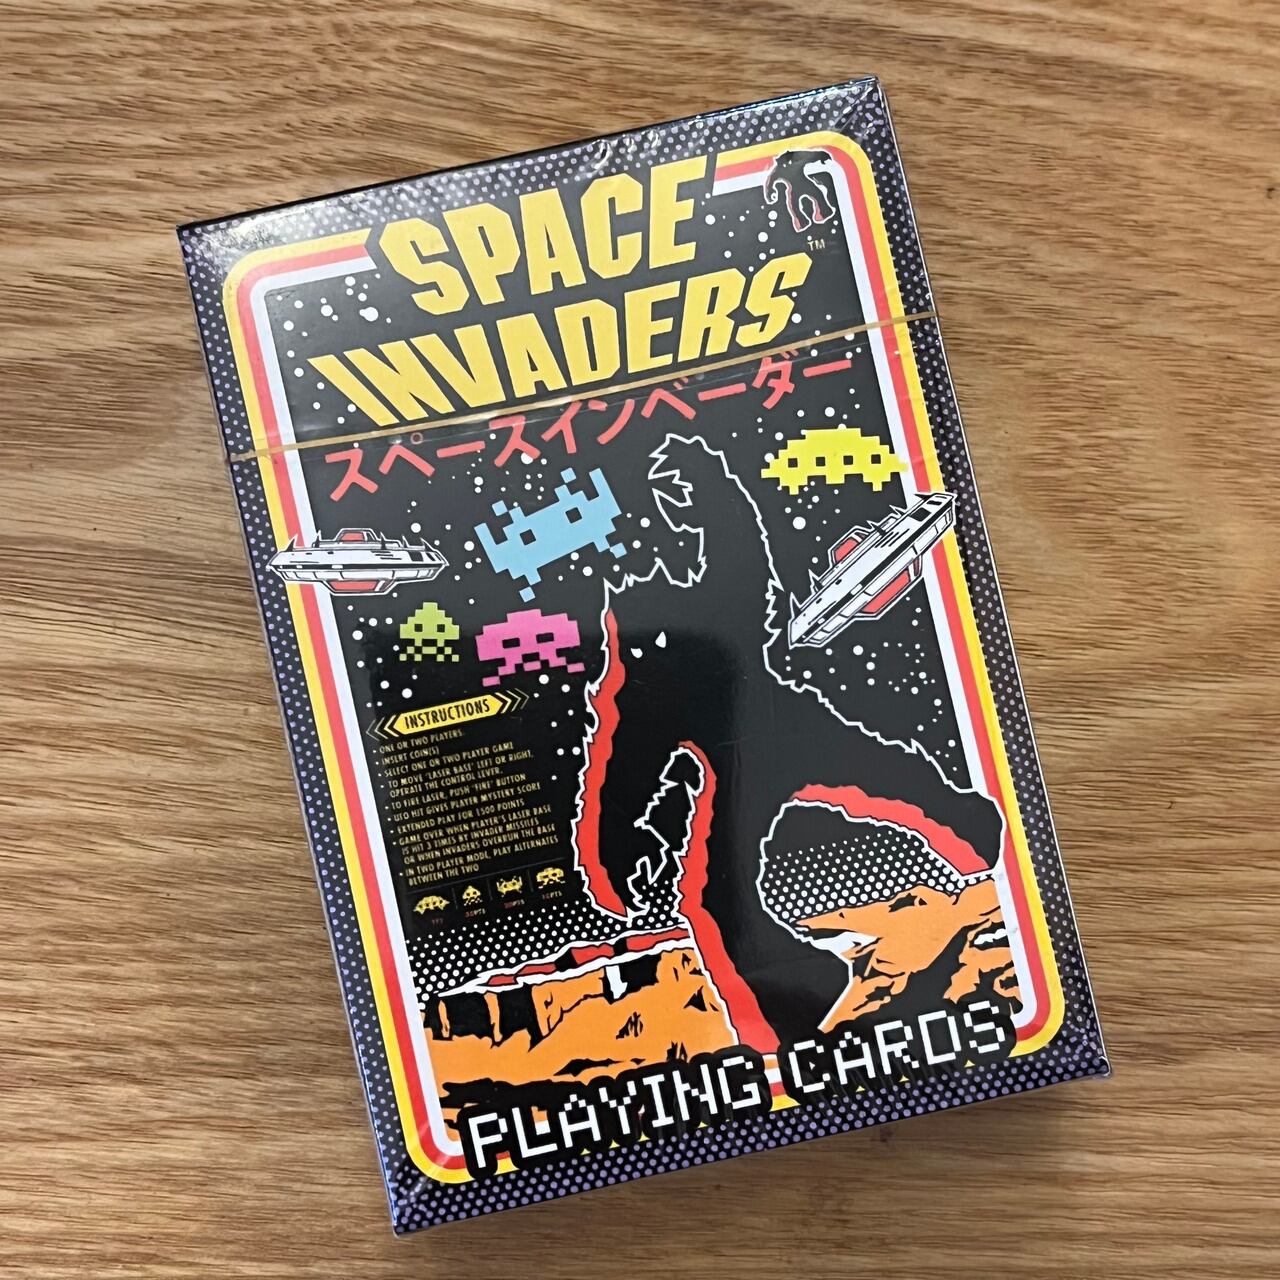 SPACE
INVADERS
TM
スペースインベーダー
INSTRUCTIONS
• ONE OR TWO PLAYERS.
• INSERT COIN(S)
• SELECT ONE OR TWO PLAYER GAME
TO MOVE "LASER BASE" LEFT OR RIGHT,
OPERATE THE CONTROL LEVER.
• TO FIRE LASER, PUSH "FIRE" BUTTON
• UFO HIT GIVES PLAYER MYSTERY SCORE
• EXTENDED PLAY FOR 1500 POINTS
• GAME OVER WHEN PLAYER'S LASER BASE
IS HIT 3 TIMES BY INVADER MISSILES
OR WHEN INVADERS OVERRUN THE BASE
• IN TWO PLAYER MODE, PLAY ALTERNATES
BETWEEN THE TWO
30PTS 20PTS 10PTS
PLAYING CARDS